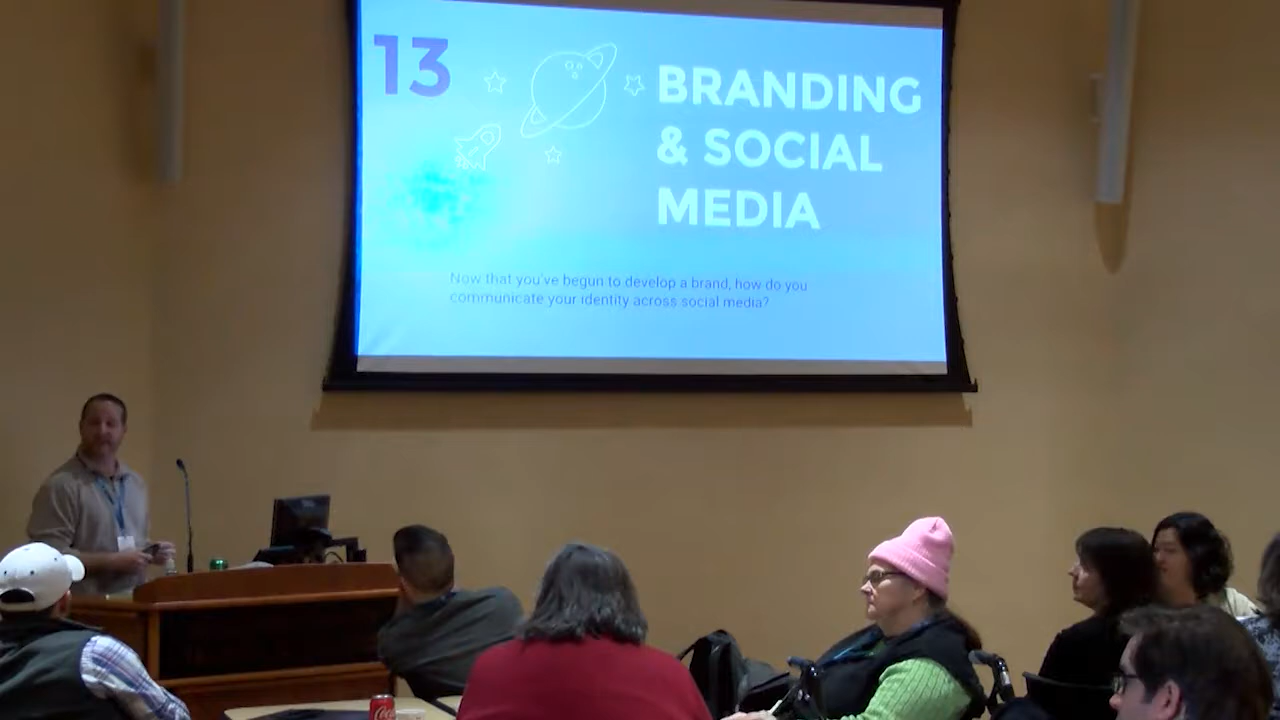 13
BRANDING
& SOCIAL
MEDIA
Now that you've begun to develop a brand, how do you
communicate your identity across social media?